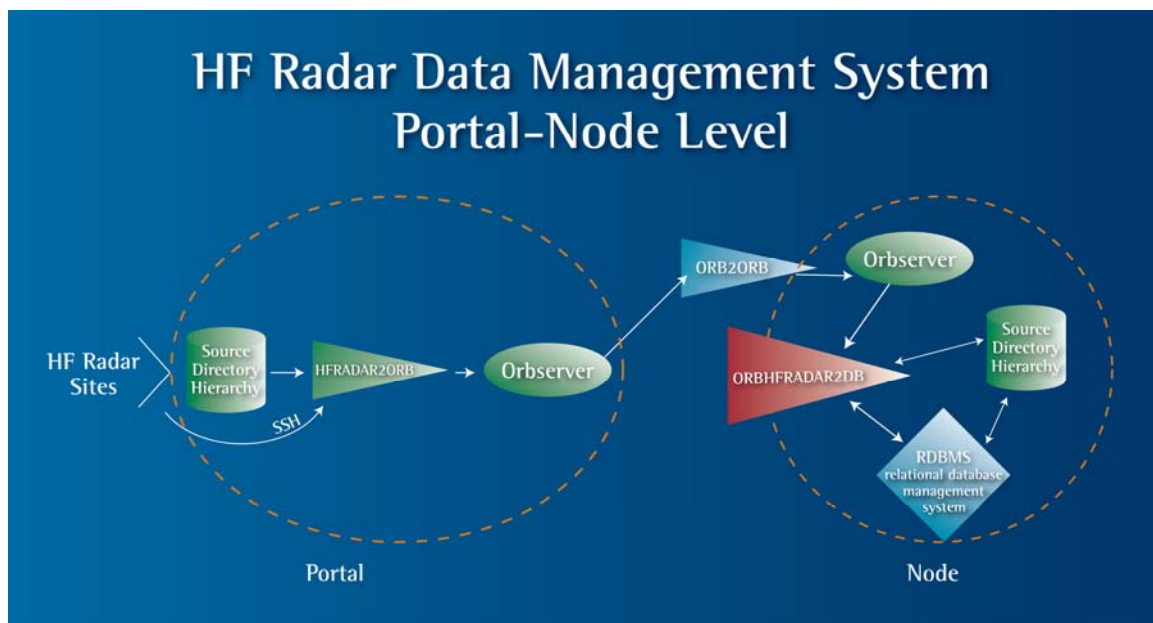 HF Radar Data Management System
Portal-Node Level
HF Radar
Sites
Source
Directory
Hierarchy
SSH
HFRADAR2ORB
Orbserver
ORB2ORB
Orbserver
ORBHFRADAR2DB
Source
Directory
Hierarchy
RDBMS
relational database
management
system
Portal
Node